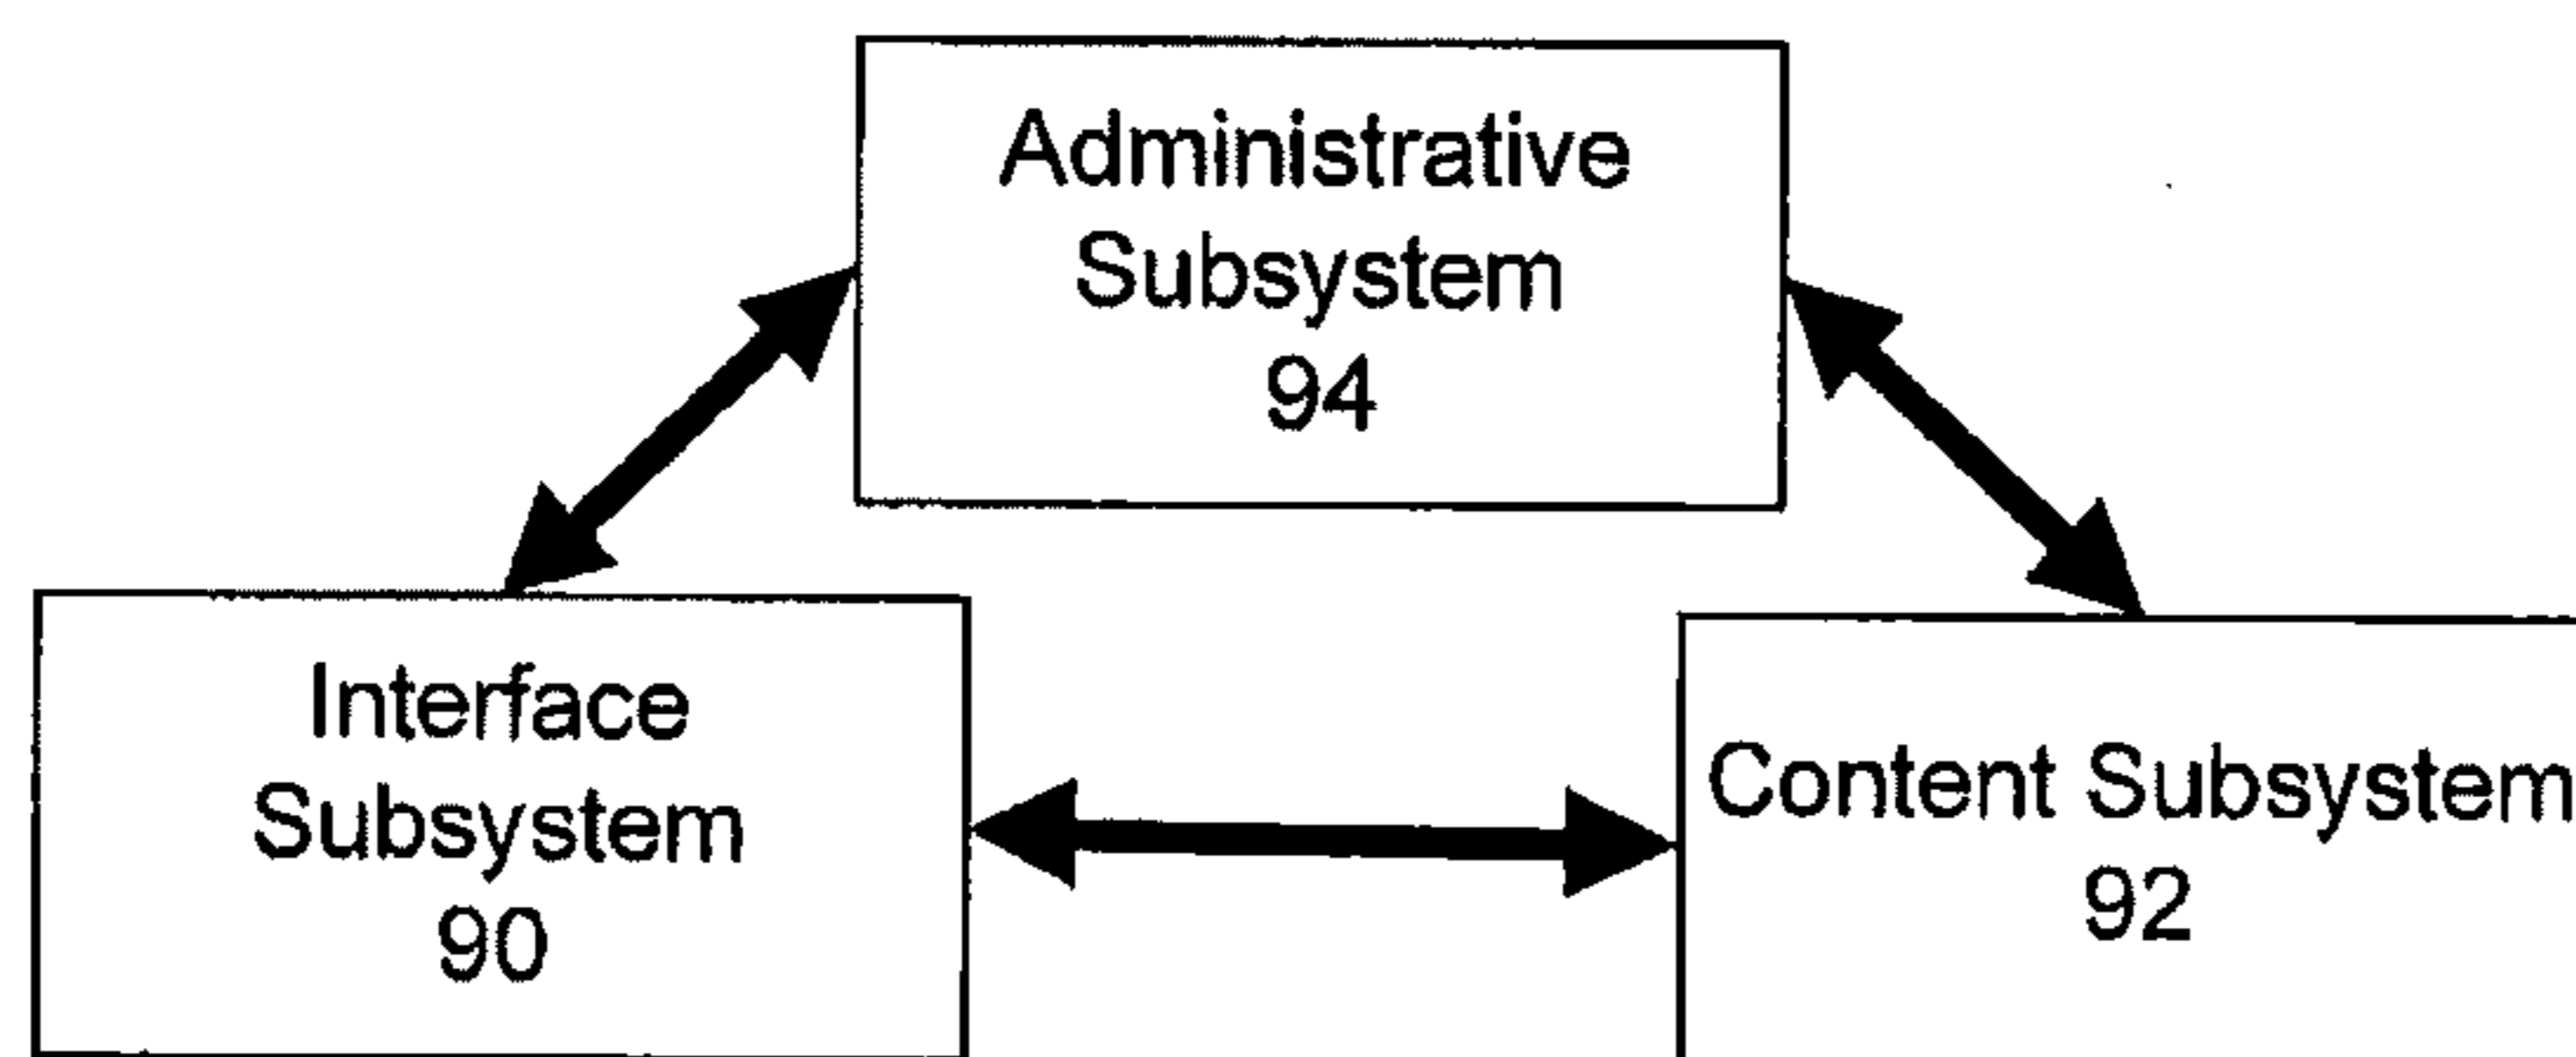 Administrative
Subsystem
94
Interface
Subsystem
90
Content Subsystem
92